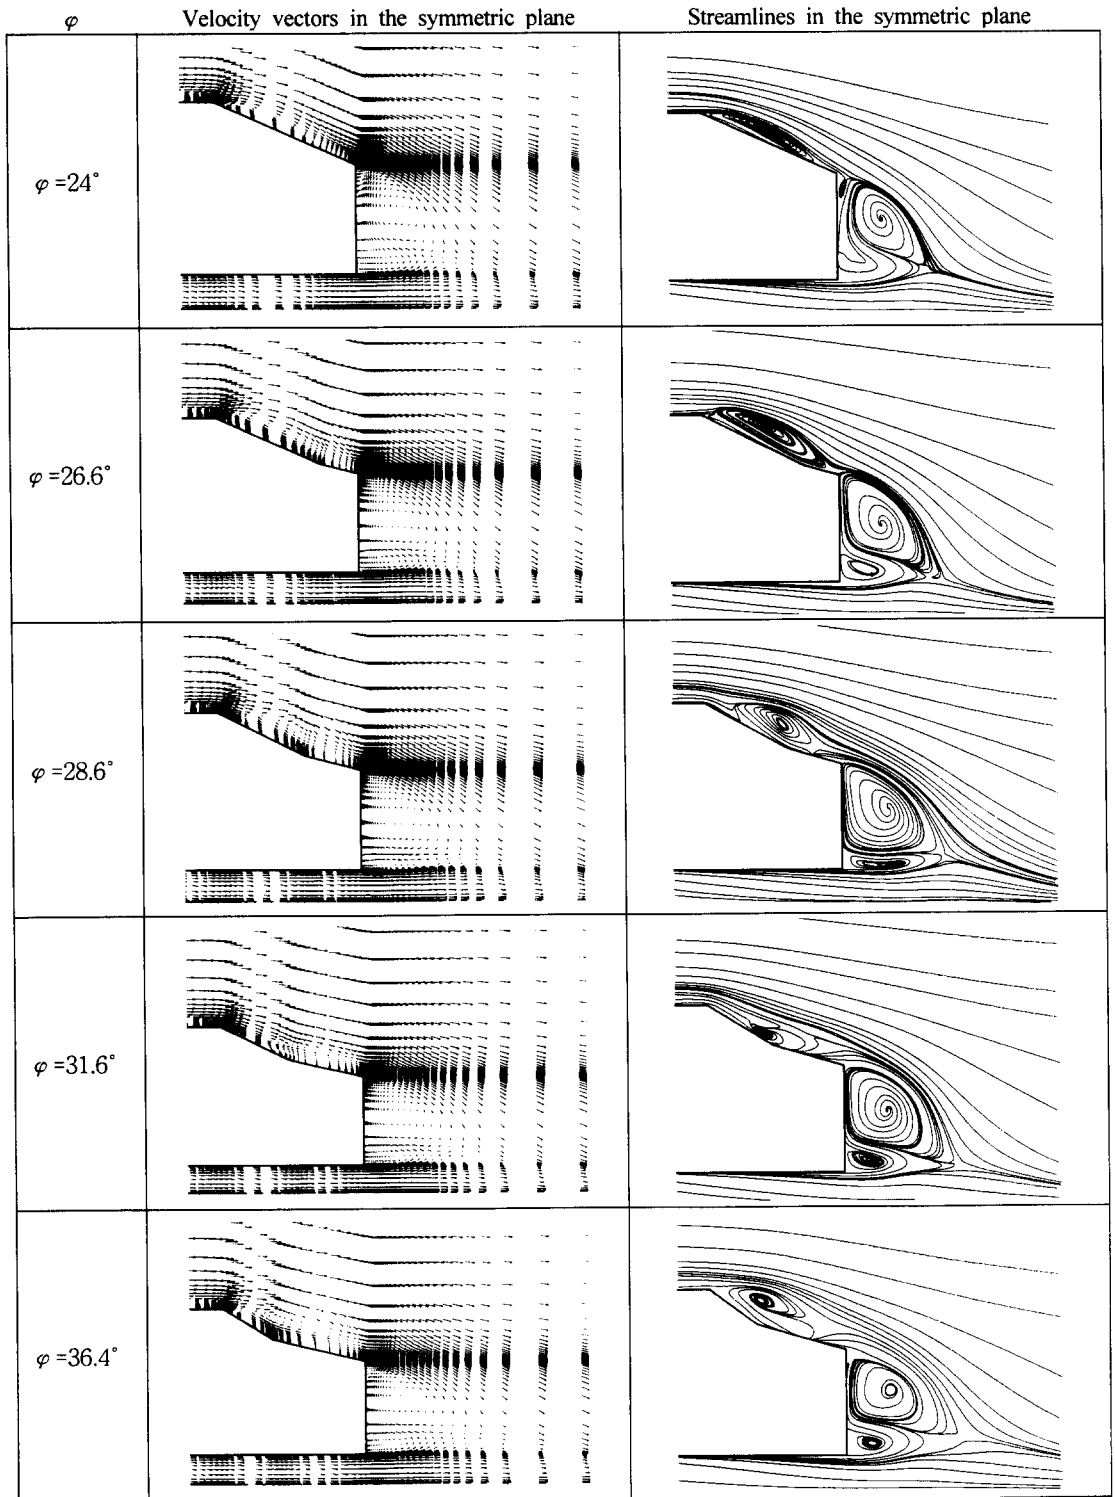 φ Velocity vectors in the symmetric plane Streamlines in the symmetric plane
φ =24°
φ =26.6°
φ =28.6°
φ =31.6°
φ =36.4°